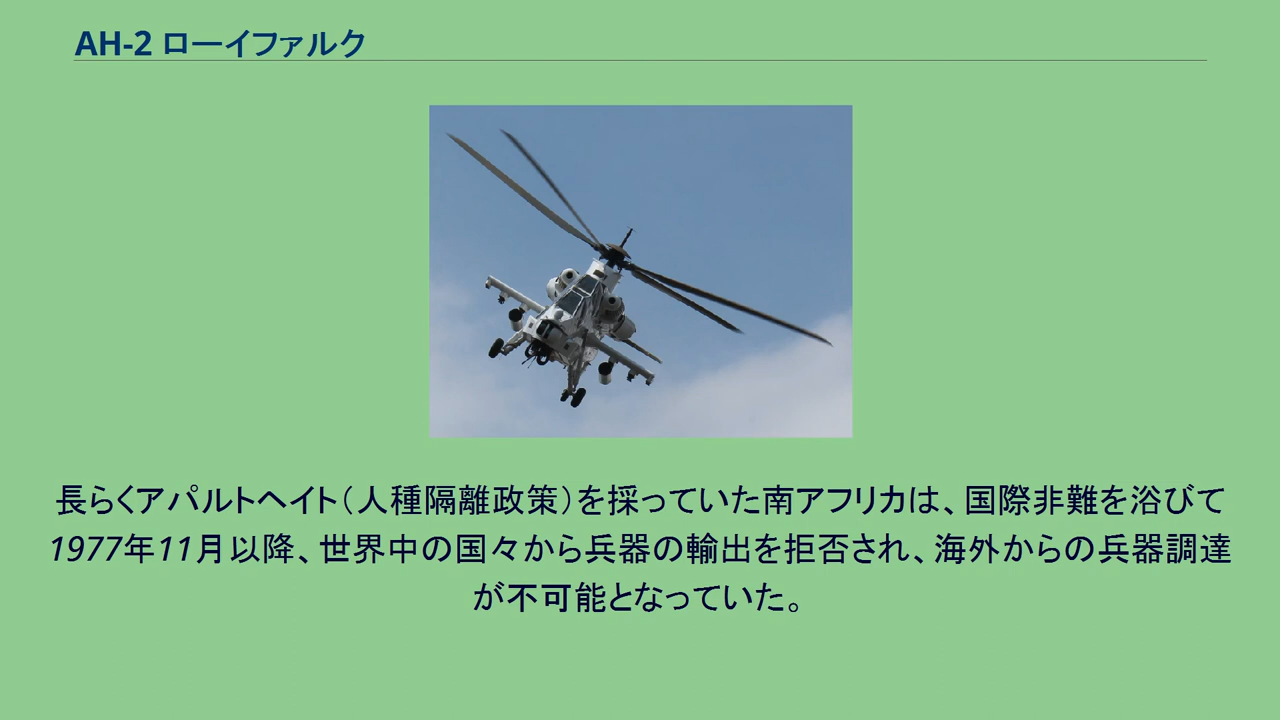 AH-2 ローイファルク
長らくアパルトヘイト（人種隔離政策）を採っていた南アフリカは、国際非難を浴びて
1977年11月以降、世界中の国々から兵器の輸出を拒否され、海外からの兵器調達
が不可能となっていた。